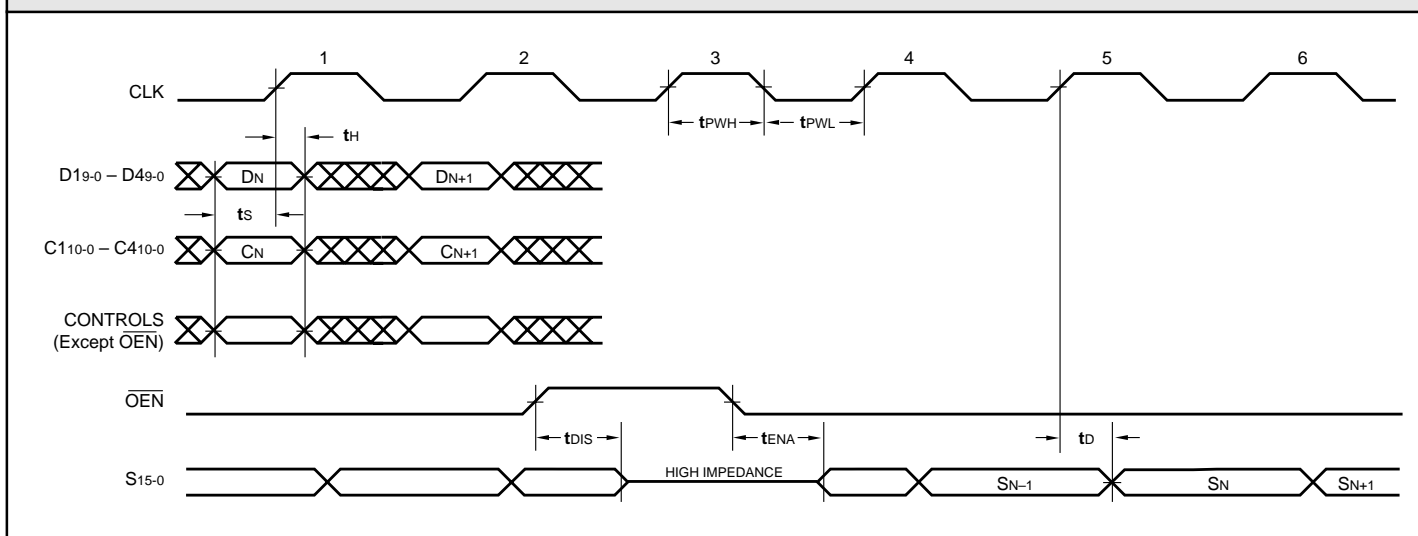 1 2 3 4 5 6
CLK
tPWH tPWL
tH
D19-0 – D49-0 DN DN+1
tS
C110-0 – C410-0 CN CN+1
CONTROLS
(Except OEN)
OEN
tDIS tENA tD
S15-0 HIGH IMPEDANCE SN–1 SN SN+1